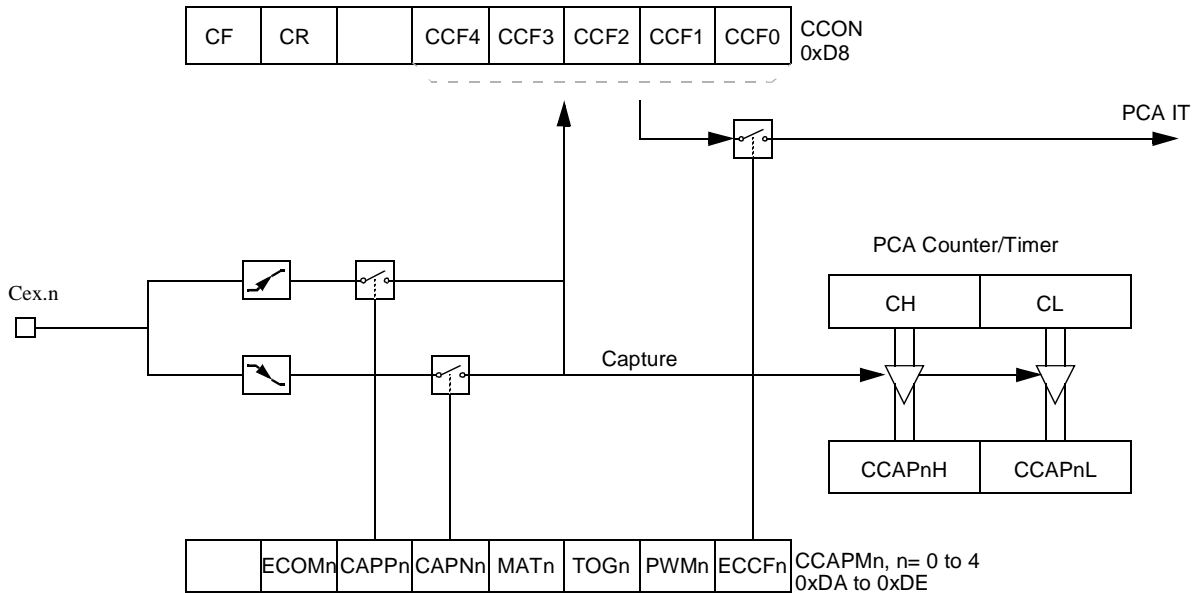 CF CR CCF4 CCF3 CCF2 CCF1 CCF0 CCON
0xD8
PCA IT
PCA Counter/Timer
Cex.n
CH CL
Capture
CCAPnH CCAPnL
ECOMn CAPPn CAPNn MATn TOGn PWMn ECCFn CCAPMn, n= 0 to 4
0xDA to 0xDE